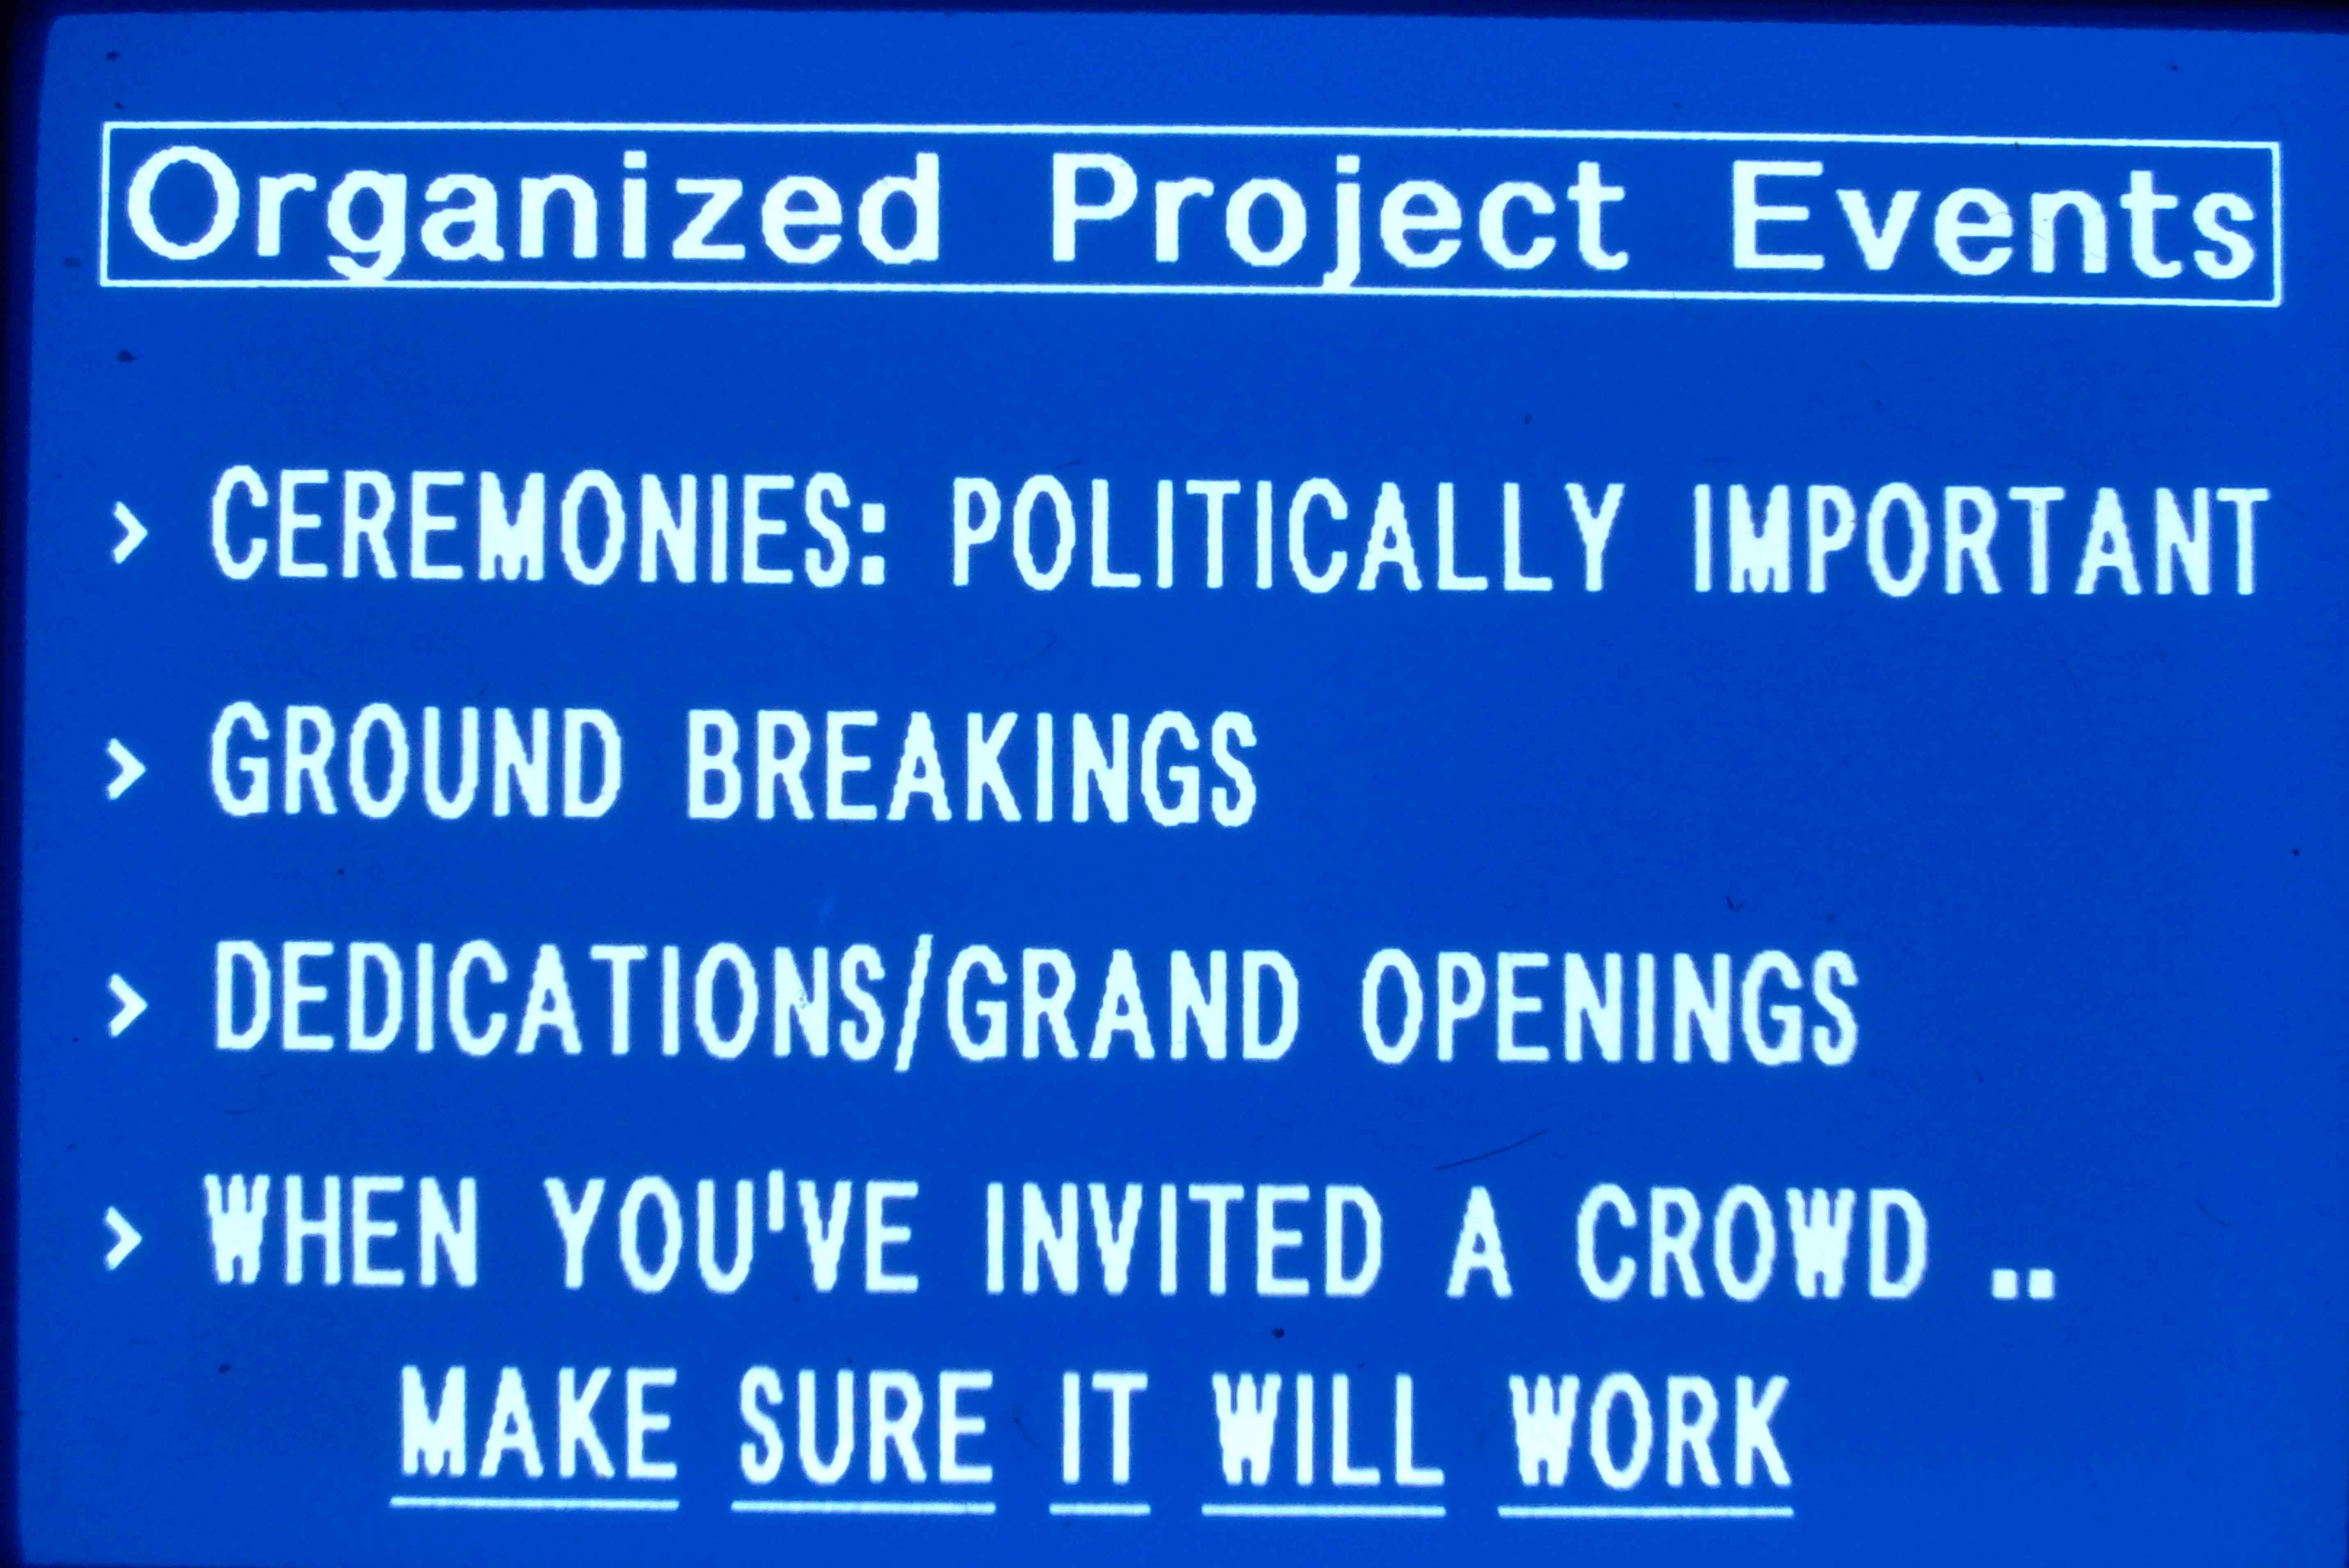 Organized Project Events
> CEREMONIES: POLITICALLY IMPORTANT
> GROUND BREAKINGS
> DEDICATIONS/GRAND OPENINGS
> WHEN YOU'VE INVITED A CROWD ..
MAKE SURE IT WILL WORK